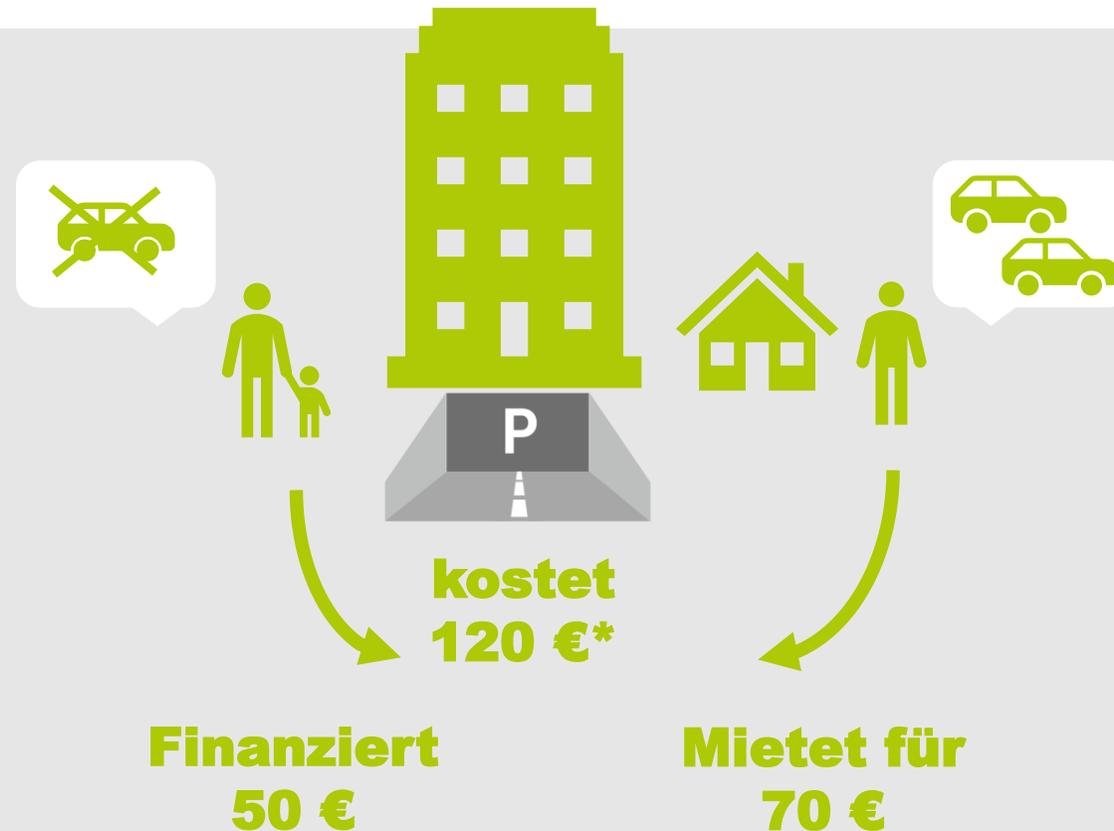 P
kostet
120 €*
Finanziert
50 €
Mietet für
70 €